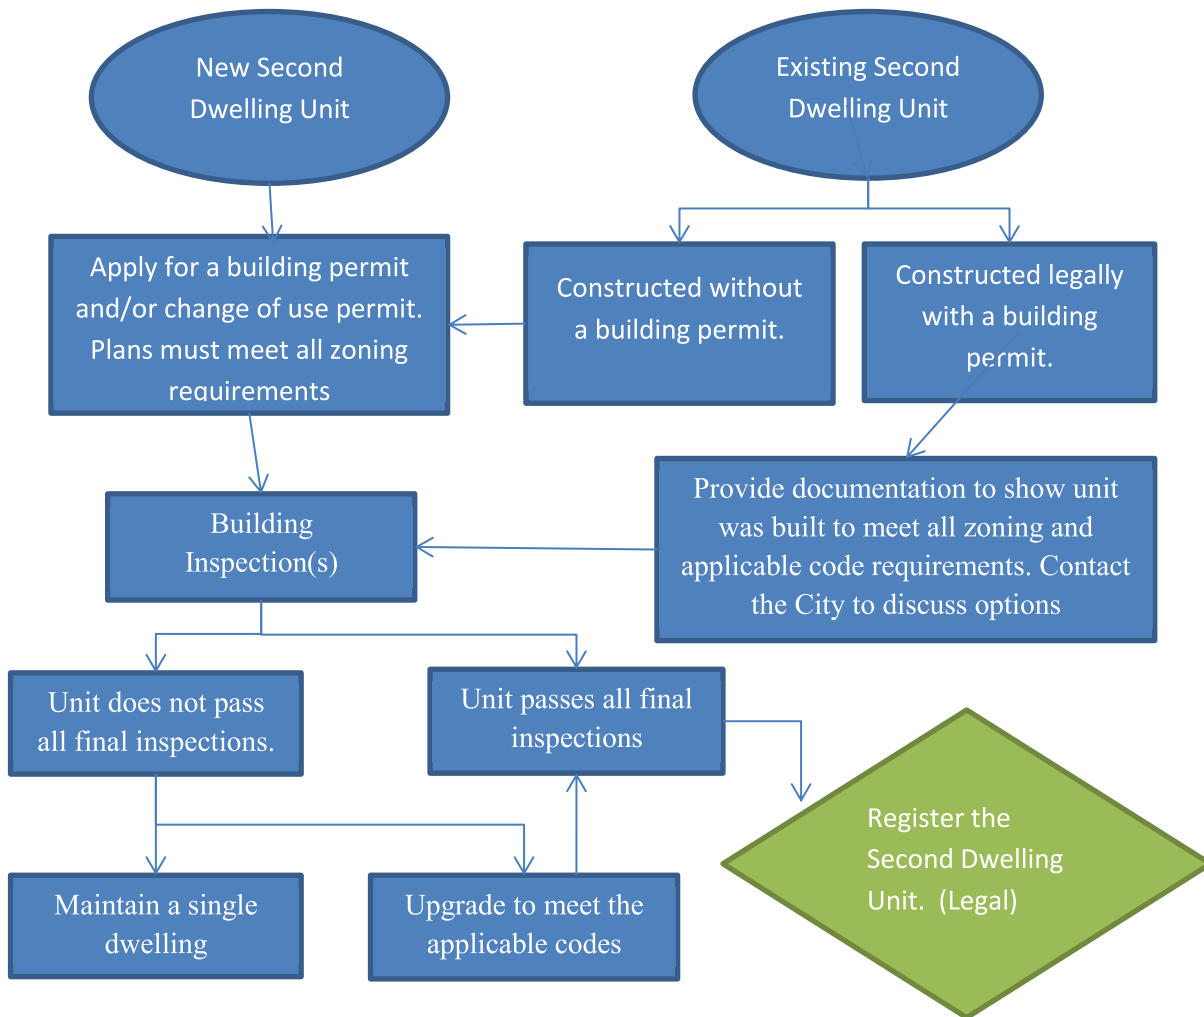 New Second
Dwelling Unit
Existing Second
Dwelling Unit
Apply for a building permit
and/or change of use permit.
Plans must meet all zoning
requirements
Constructed without
a building permit.
Constructed legally
with a building
permit.
Building
Inspection(s)
Provide documentation to show unit
was built to meet all zoning and
applicable code requirements. Contact
the City to discuss options
Unit does not pass
all final inspections.
Unit passes all final
inspections
Register the
Second Dwelling
Unit.  (Legal)
Maintain a single
dwelling
Upgrade to meet the
applicable codes